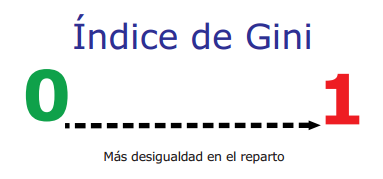 Índice de Gini
0 1
Más desigualdad en el reparto